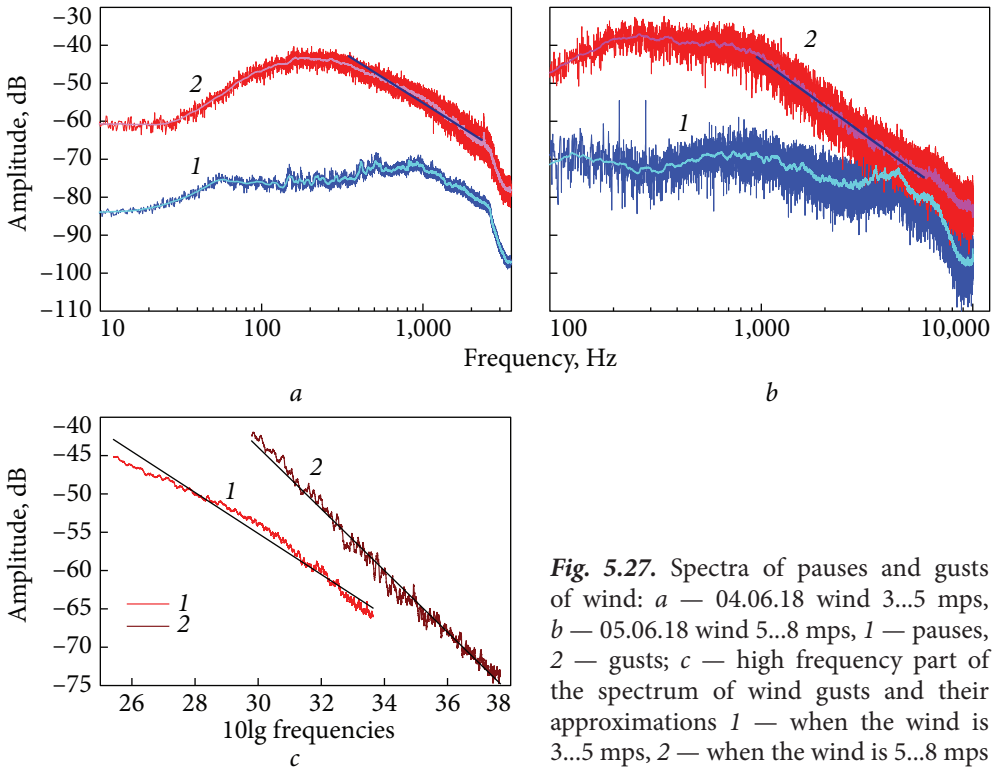 −30
−40
−50
−60
−70
−80
−90
−100
−110
Amplitude, dB
2
1
10
100
1,000
a
2
1
100
1,000
10,000
Frequency, Hz
b
−40
−45
−50
−55
−60
−65
−70
−75
Amplitude, dB
1
2
1
2
26
28
30
32
34
36
38
10lg frequencies
c
Fig. 5.27. Spectra of pauses and gusts
of wind: a — 04.06.18 wind 3...5 mps,
b — 05.06.18 wind 5...8 mps, 1 — pauses,
2 — gusts; c — high frequency part of
the spectrum of wind gusts and their
approximations 1 — when the wind is
3...5 mps, 2 — when the wind is 5...8 mps